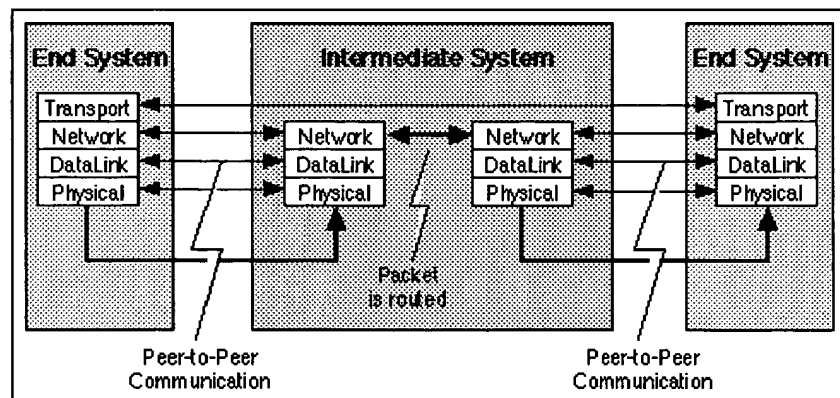 End System
Intermediate System
End System
Transport
Network
DataLink
Physical
Network
DataLink
Physical
Network
DataLink
Physical
Transport
Network
DataLink
Physical
Packet
is routed
Peer-to-Peer
Communication
Peer-to-Peer
Communication